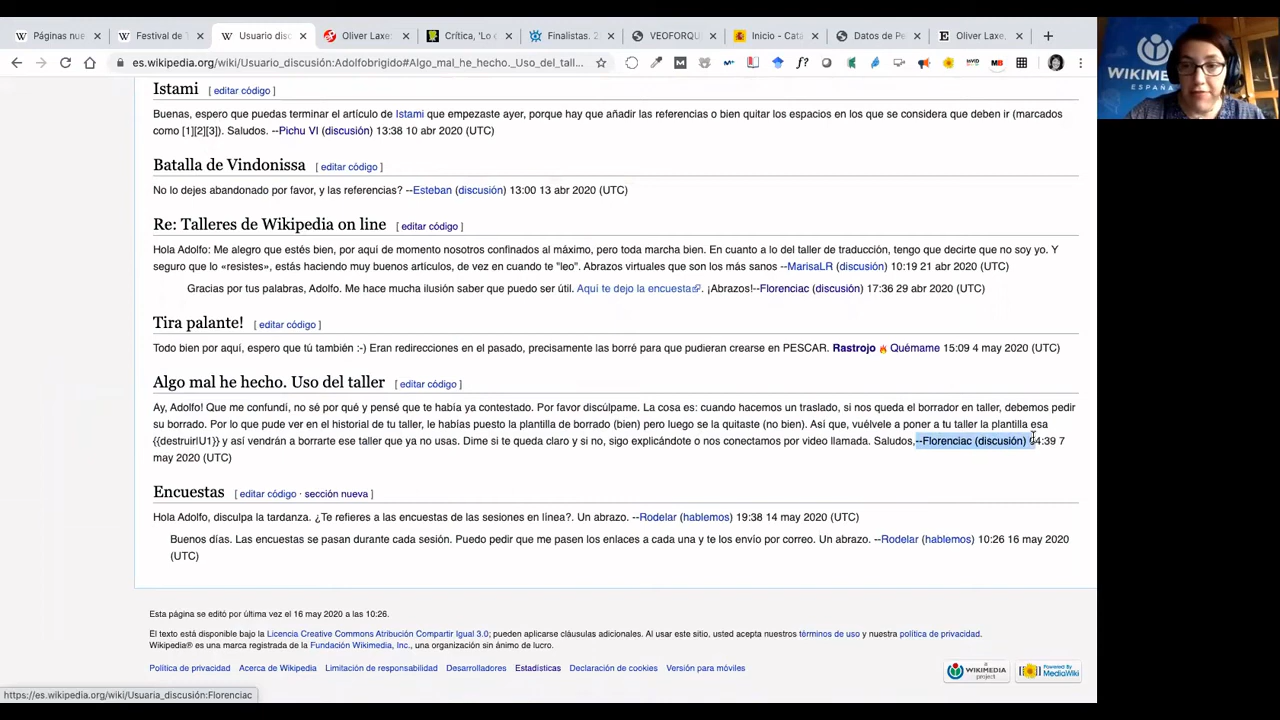 Páginas nue
Festival de
Usuario disc
Oliver Laxe:
Crítica, 'Lo
Finalistas. 2
VEOFORQU
Inicio - Catá
Datos de Pe
Oliver Laxe,
es.wikipedia.org/wiki/Usuario_discusión:Adolfobrigido#Algo_mal_he_hecho._Uso_del_tall...
WIKIMEDIA
ESPAÑA
Istami [ editar código ]
Buenas, espero que puedas terminar el artículo de Istami que empezaste ayer, porque hay que añadir las referencias o bien quitar los espacios en los que se considera que deben ir (marcados
como [1][2][3]). Saludos. --Pichu VI (discusión) 13:38 10 abr 2020 (UTC)
Batalla de Vindonissa [ editar código ]
No lo dejes abandonado por favor, y las referencias? --Esteban (discusión) 13:00 13 abr 2020 (UTC)
Re: Talleres de Wikipedia on line [ editar código ]
Hola Adolfo: Me alegro que estés bien, por aquí de momento nosotros confinados al máximo, pero toda marcha bien. En cuanto a lo del taller de traducción, tengo que decirte que no soy yo. Y
seguro que lo «resistes», estás haciendo muy buenos artículos, de vez en cuando te "leo". Abrazos virtuales que son los más sanos --MarisaLR (discusión) 10:19 21 abr 2020 (UTC)
Gracias por tus palabras, Adolfo. Me hace mucha ilusión saber que puedo ser útil. Aquí te dejo la encuesta. ¡Abrazos!--Florenciac (discusión) 17:36 29 abr 2020 (UTC)
Tira palante! [ editar código ]
Todo bien por aquí, espero que tú también :-) Eran redirecciones en el pasado, precisamente las borré para que pudieran crearse en PESCAR. Rastrojo 🔥 Quémame 15:09 4 may 2020 (UTC)
Algo mal he hecho. Uso del taller [ editar código ]
Ay, Adolfo! Que me confundí, no sé por qué y pensé que te había ya contestado. Por favor discúlpame. La cosa es: cuando hacemos un traslado, si nos queda el borrador en taller, debemos pedir
su borrado. Por lo que pude ver en el historial de tu taller, le habías puesto la plantilla de borrado (bien) pero luego se la quitaste (no bien). Así que, vuélvele a poner a tu taller la plantilla esa
{{destruir|U1}} y así vendrán a borrarte ese taller que ya no usas. Dime si te queda claro y si no, sigo explicándote o nos conectamos por video llamada. Saludos,--Florenciac (discusión) 04:39 7
may 2020 (UTC)
Encuestas [ editar código · sección nueva ]
Hola Adolfo, disculpa la tardanza. ¿Te refieres a las encuestas de las sesiones en línea?. Un abrazo. --Rodelar (hablemos) 19:38 14 may 2020 (UTC)
Buenos días. Las encuestas se pasan durante cada sesión. Puedo pedir que me pasen los enlaces a cada una y te los envío por correo. Un abrazo. --Rodelar (hablemos) 10:26 16 may 2020
(UTC)
Esta página se editó por última vez el 16 may 2020 a las 10:26.
El texto está disponible bajo la Licencia Creative Commons Atribución Compartir Igual 3.0; pueden aplicarse cláusulas adicionales. Al usar este sitio, usted acepta nuestros términos de uso y nuestra política de privacidad.
Wikipedia® es una marca registrada de la Fundación Wikimedia, Inc., una organización sin ánimo de lucro.
Política de privacidad Acerca de Wikipedia Limitación de responsabilidad Desarrolladores Estadísticas Declaración de cookies Versión para móviles
WIKIMEDIA
project
Powered By
MediaWiki
https://es.wikipedia.org/wiki/Usuaria_discusión:Florenciac